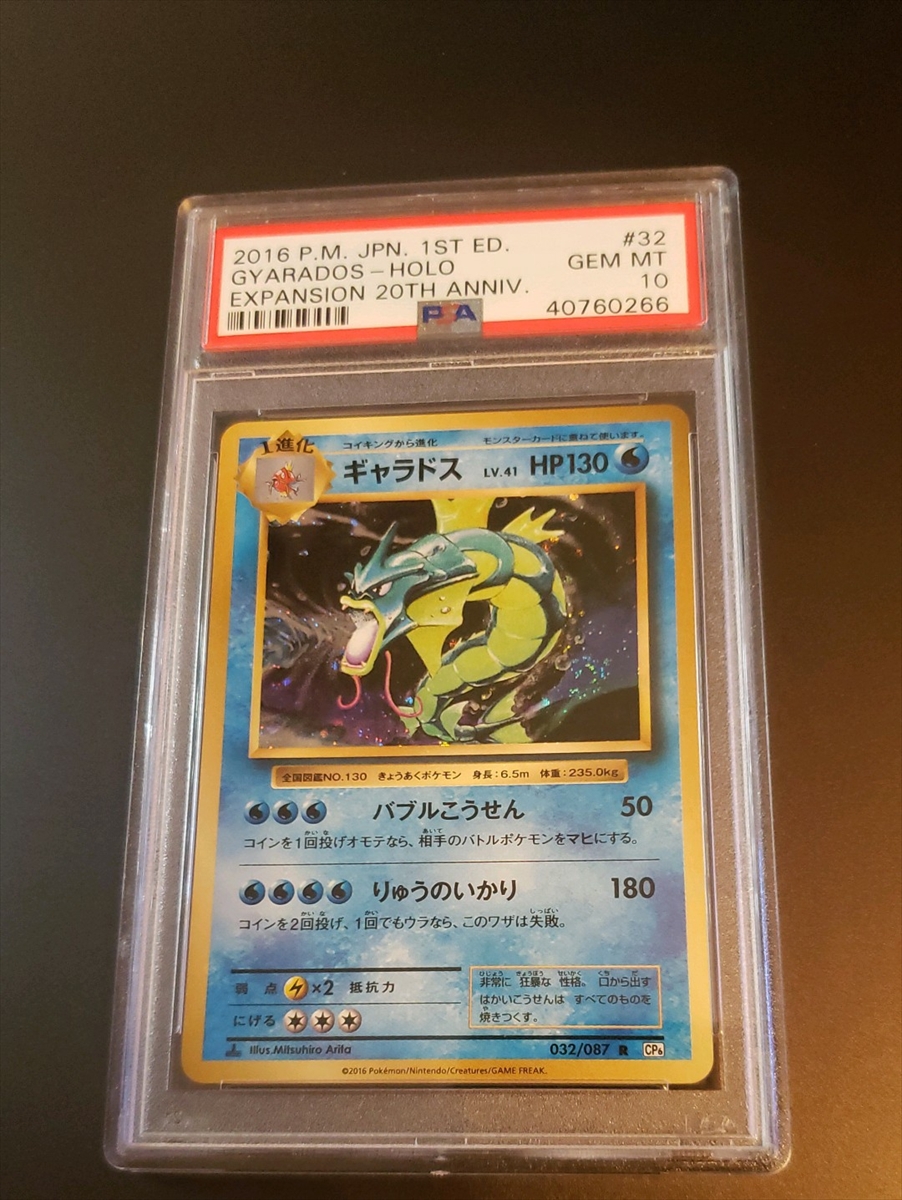 2016 P.M. JPN. 1ST ED. #32
GYARADOS-HOLO GEM MT
EXPANSION 20TH ANNIV. 10
PSA 40760266
I進化
コイキングから進化 モンスターカードに重ねて使います。
ギャラドス LV.41 HP130
全国図鑑NO.130 きょうあくポケモン 身長:6.5m 体重:235.0kg
バブルこうせん 50
コインを1回投げオモテなら、相手のバトルポケモンをマヒにする。
りゅうのいかり 180
コインを2回投げ、1回でもウラなら、このワザは失敗。
弱点 ×2 抵抗力
にげる
非常に 狂暴な 性格。 口から出す
はかいこうせんは すべてのものを
焼きつくす。
Illus.Mitsuhiro Arita 032/087 R CP6
©2016 Pokémon/Nintendo/Creatures/GAME FREAK.